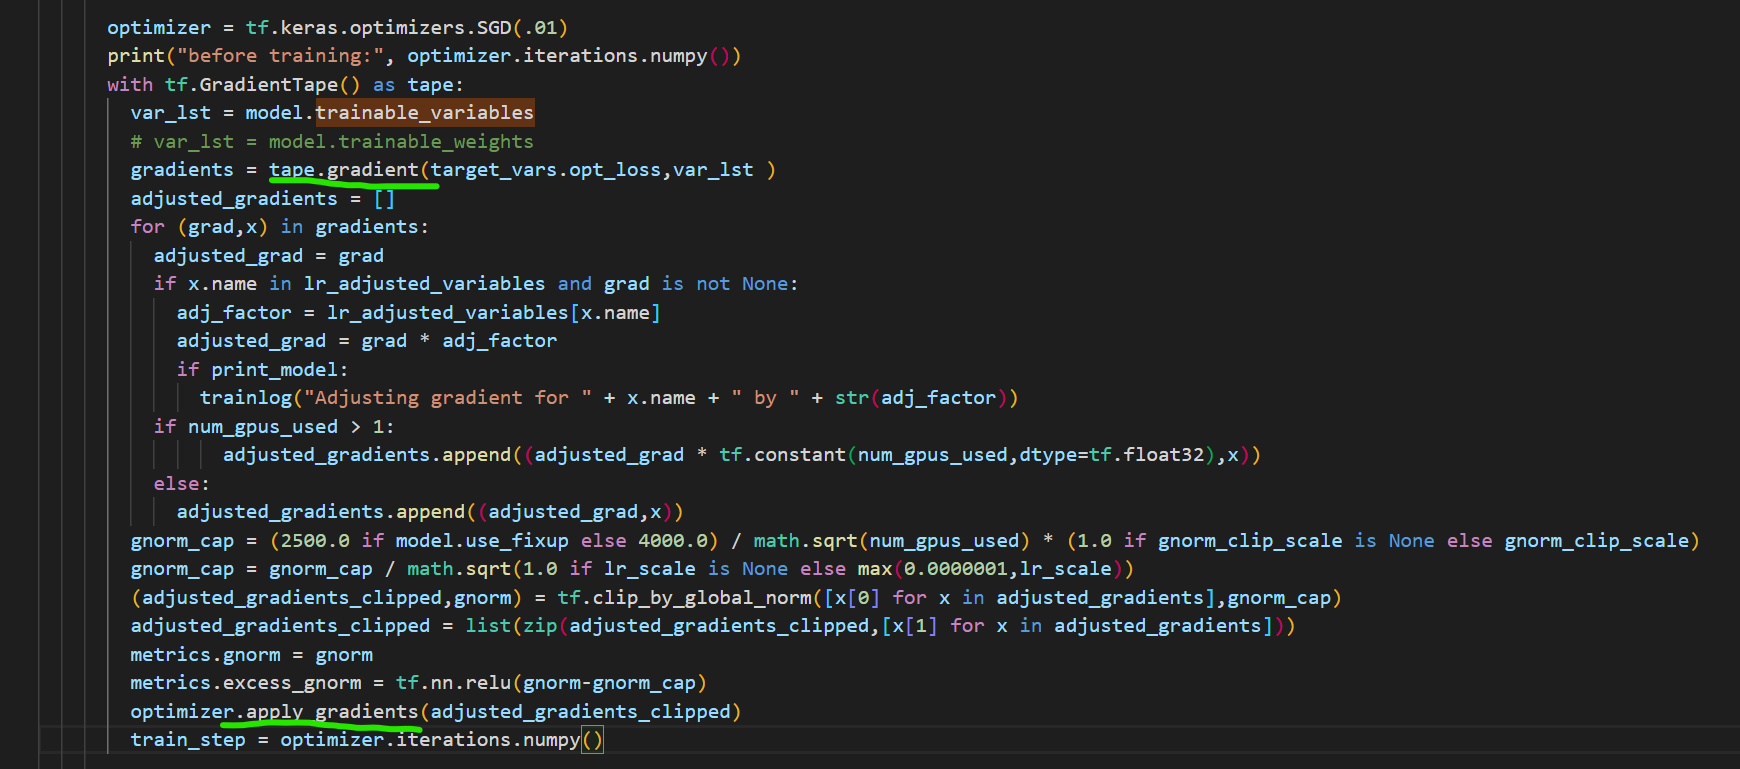 optimizer = tf.keras.optimizers.SGD(.01)
print("before training:", optimizer.iterations.numpy())
with tf.GradientTape() as tape:
var_lst = model.trainable_variables
# var_lst = model.trainable_weights
gradients = tape.gradient(target_vars.opt_loss,var_lst )
adjusted_gradients = []
for (grad,x) in gradients:
adjusted_grad = grad
if x.name in lr_adjusted_variables and grad is not None:
adj_factor = lr_adjusted_variables[x.name]
adjusted_grad = grad * adj_factor
if print_model:
trainlog("Adjusting gradient for " + x.name + " by " + str(adj_factor))
if num_gpus_used > 1:
adjusted_gradients.append((adjusted_grad * tf.constant(num_gpus_used,dtype=tf.float32),x))
else:
adjusted_gradients.append((adjusted_grad,x))
gnorm_cap = (2500.0 if model.use_fixup else 4000.0) / math.sqrt(num_gpus_used) * (1.0 if gnorm_clip_scale is None else gnorm_clip_scale)
gnorm_cap = gnorm_cap / math.sqrt(1.0 if lr_scale is None else max(0.0000001,lr_scale))
(adjusted_gradients_clipped,gnorm) = tf.clip_by_global_norm([x[0] for x in adjusted_gradients],gnorm_cap)
adjusted_gradients_clipped = list(zip(adjusted_gradients_clipped,[x[1] for x in adjusted_gradients]))
metrics.gnorm = gnorm
metrics.excess_gnorm = tf.nn.relu(gnorm-gnorm_cap)
optimizer.apply_gradients(adjusted_gradients_clipped)
train_step = optimizer.iterations.numpy()